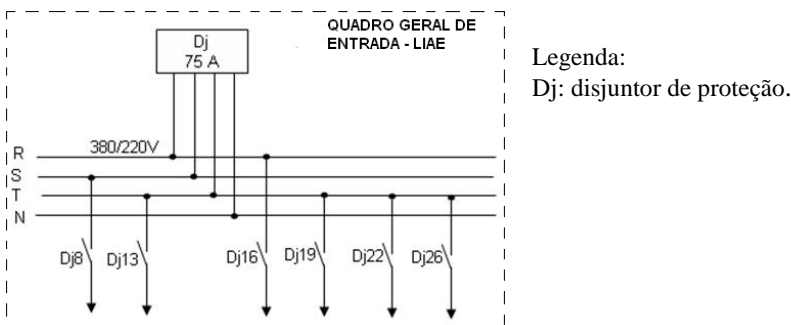 QUADRO GERAL DE
ENTRADA - LIAE
Dj
75 A
Legenda:
Dj: disjuntor de proteção.
380/220V
R
S
T
N
Dj8
Dj13
Dj16
Dj19
Dj22
Dj26